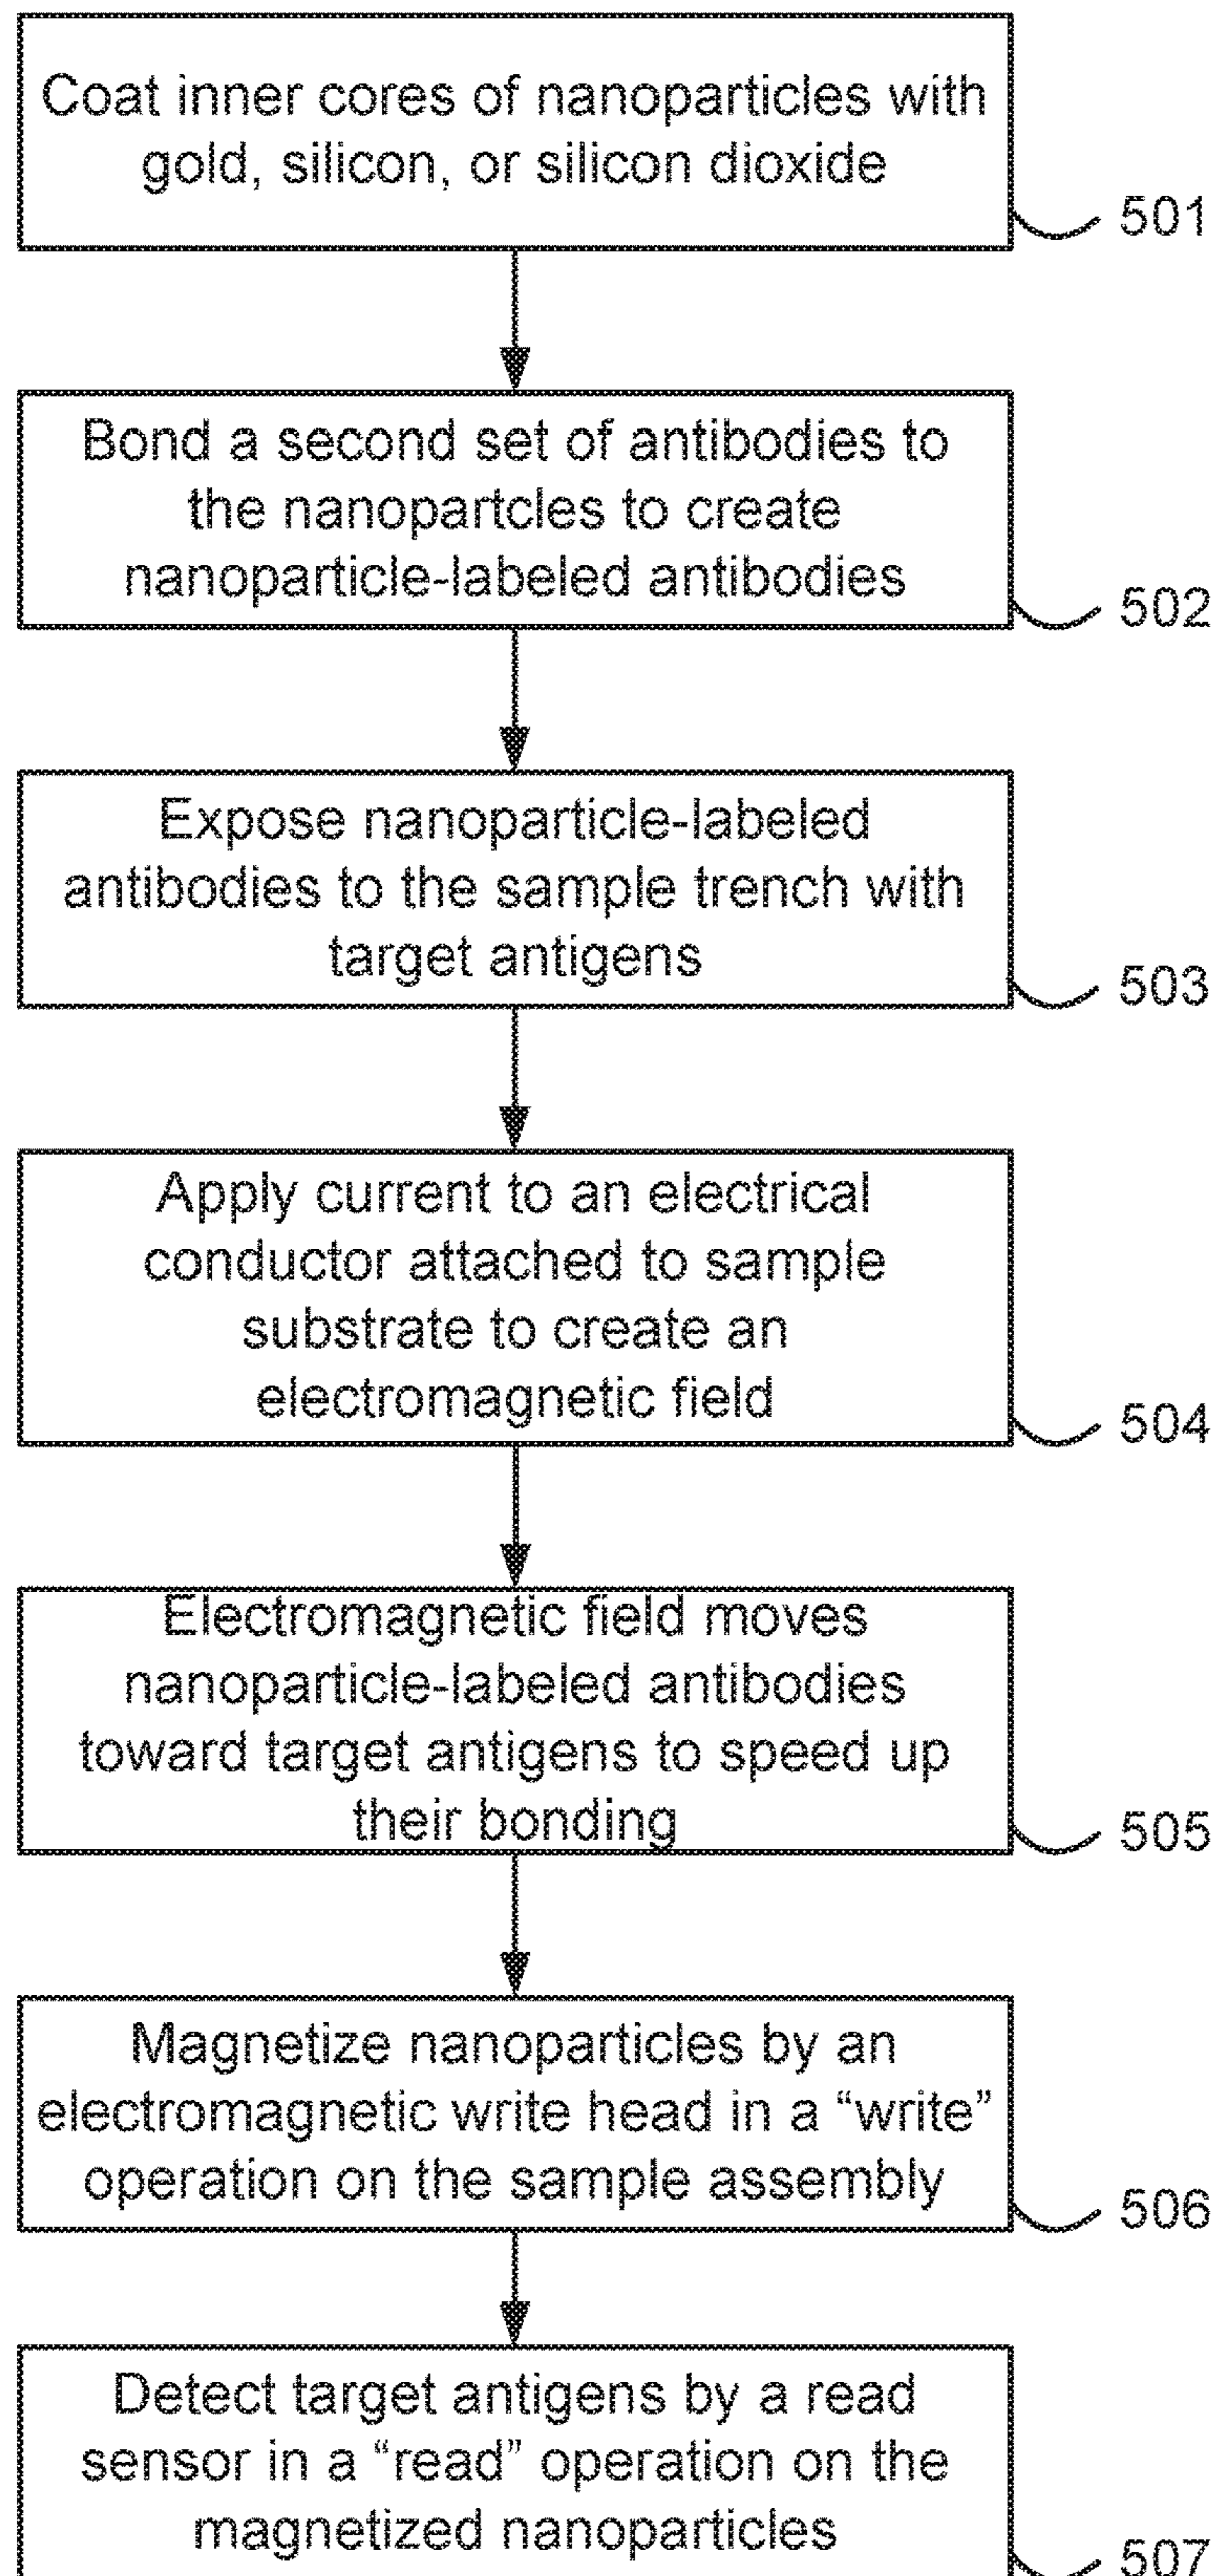 Coat inner cores of nanoparticles with
gold, silicon, or silicon dioxide
501
Bond a second set of antibodies to
the nanopartcles to create
nanoparticle-labeled antibodies
502
Expose nanoparticle-labeled
antibodies to the sample trench with
target antigens
503
Apply current to an electrical
conductor attached to sample
substrate to create an
electromagnetic field
504
Electromagnetic field moves
nanoparticle-labeled antibodies
toward target antigens to speed up
their bonding
505
Magnetize nanoparticles by an
electromagnetic write head in a “write”
operation on the sample assembly
506
Detect target antigens by a read
sensor in a “read” operation on the
magnetized nanoparticles
507